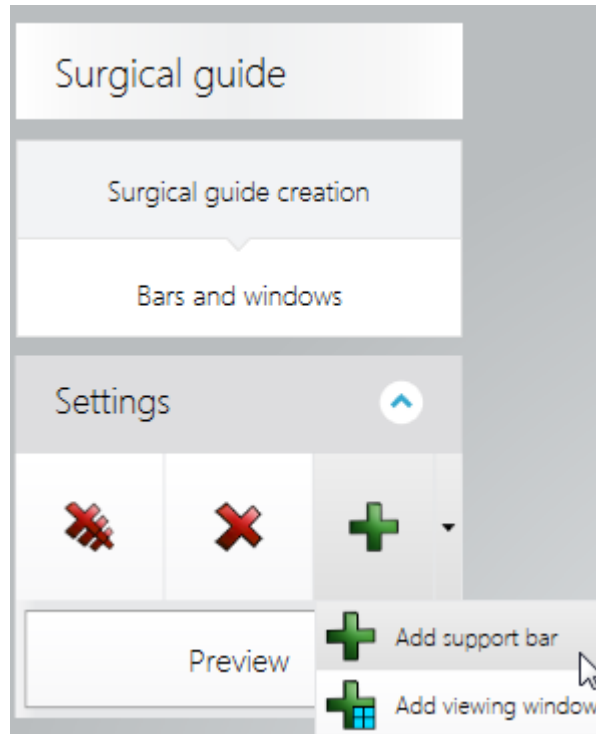 Surgical guide
Surgical guide creation
Bars and windows
Settings
Preview
Add support bar
Add viewing window